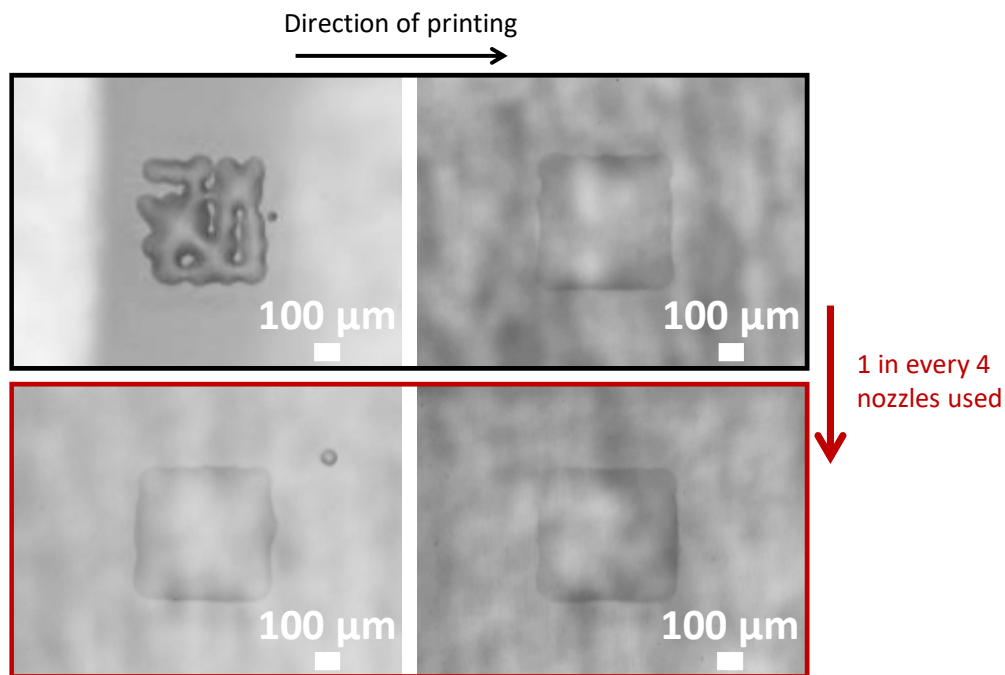 Direction of printing
100 µm
100 µm
1 in every 4
nozzles used
100 µm
100 µm